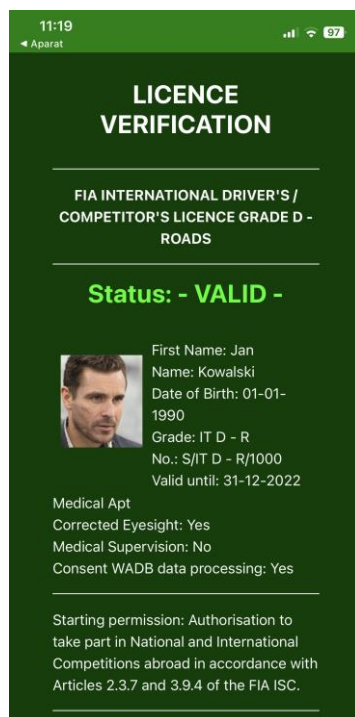 11:19
97
◄ Aparat
LICENCE
VERIFICATION
FIA INTERNATIONAL DRIVER'S /
COMPETITOR'S LICENCE GRADE D -
ROADS
Status: - VALID -
First Name: Jan
Name: Kowalski
Date of Birth: 01-01-
1990
Grade: IT D - R
No.: S/IT D - R/1000
Valid until: 31-12-2022
Medical Apt
Corrected Eyesight: Yes
Medical Supervision: No
Consent WADB data processing: Yes
Starting permission: Authorisation to
take part in National and International
Competitions abroad in accordance with
Articles 2.3.7 and 3.9.4 of the FIA ISC.